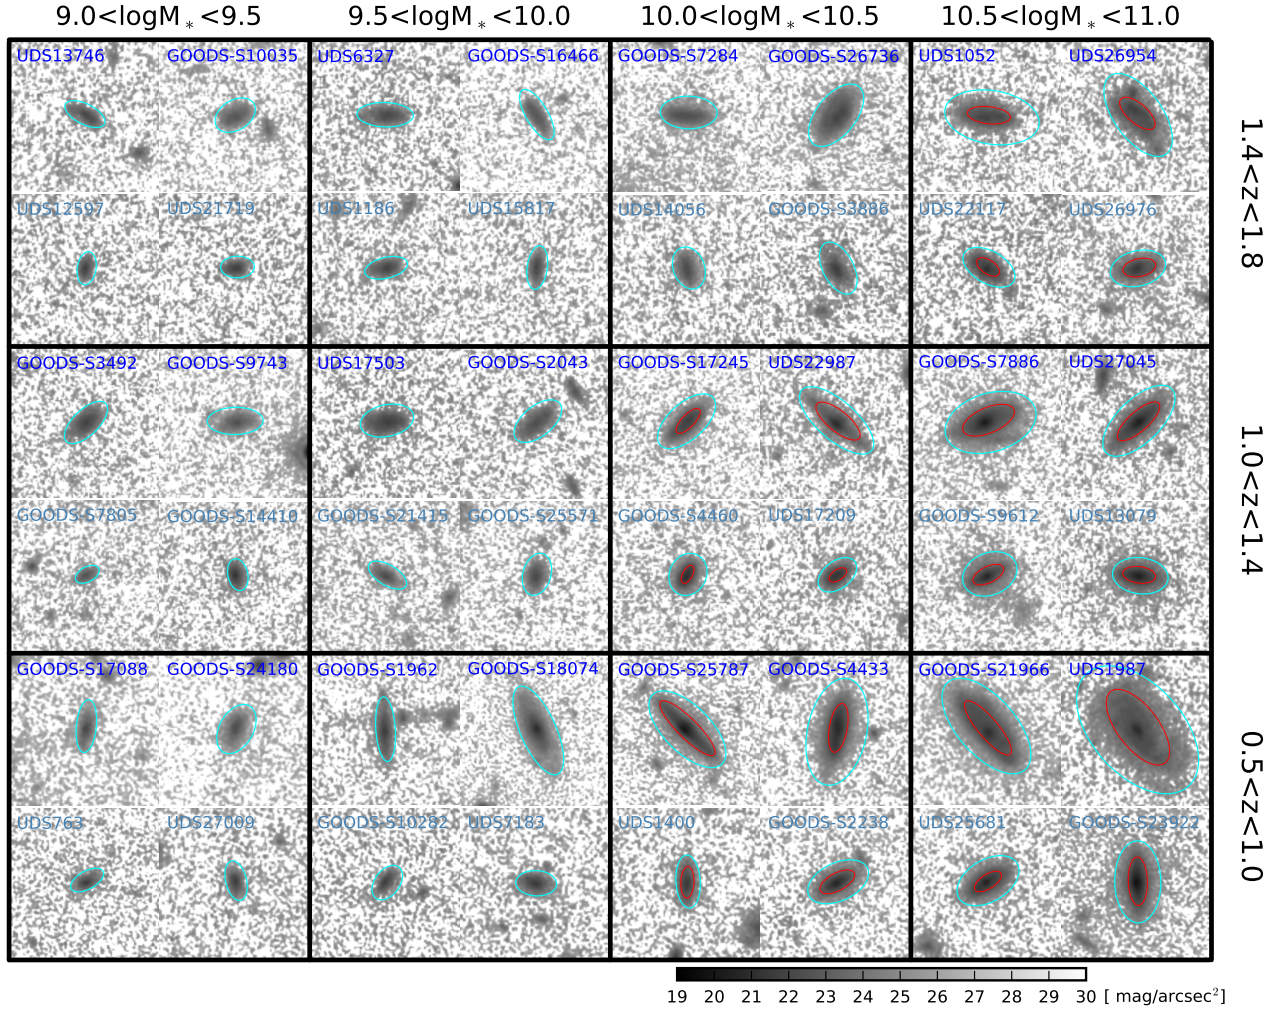 9.0<logM*<9.5 9.5<logM*<10.0 10.0<logM*<10.5 10.5<logM*<11.0
UDS13746 GOODS-S10035 UDS6327 GOODS-S16466 GOODS-S7284 GOODS-S26736 UDS1052 UDS26954
1.4<z<1.8
UDS12597 UDS21719 UDS1186 UDS15817 UDS14056 GOODS-S3886 UDS22117 UDS26976
GOODS-S3492 GOODS-S9743 UDS17503 GOODS-S2043 GOODS-S17245 UDS22987 GOODS-S7886 UDS27045
1.0<z<1.4
GOODS-S7805 GOODS-S14410 GOODS-S21415 GOODS-S25571 GOODS-S4460 UDS17209 GOODS-S9612 UDS13079
GOODS-S17088 GOODS-S24180 GOODS-S1962 GOODS-S18074 GOODS-S25787 GOODS-S4433 GOODS-S21966 UDS1987
0.5<z<1.0
UDS763 UDS27009 GOODS-S10282 UDS7183 UDS1400 GOODS-S2238 UDS25681 GOODS-S23922
19 20 21 22 23 24 25 26 27 28 29 30 [ mag/arcsec²]